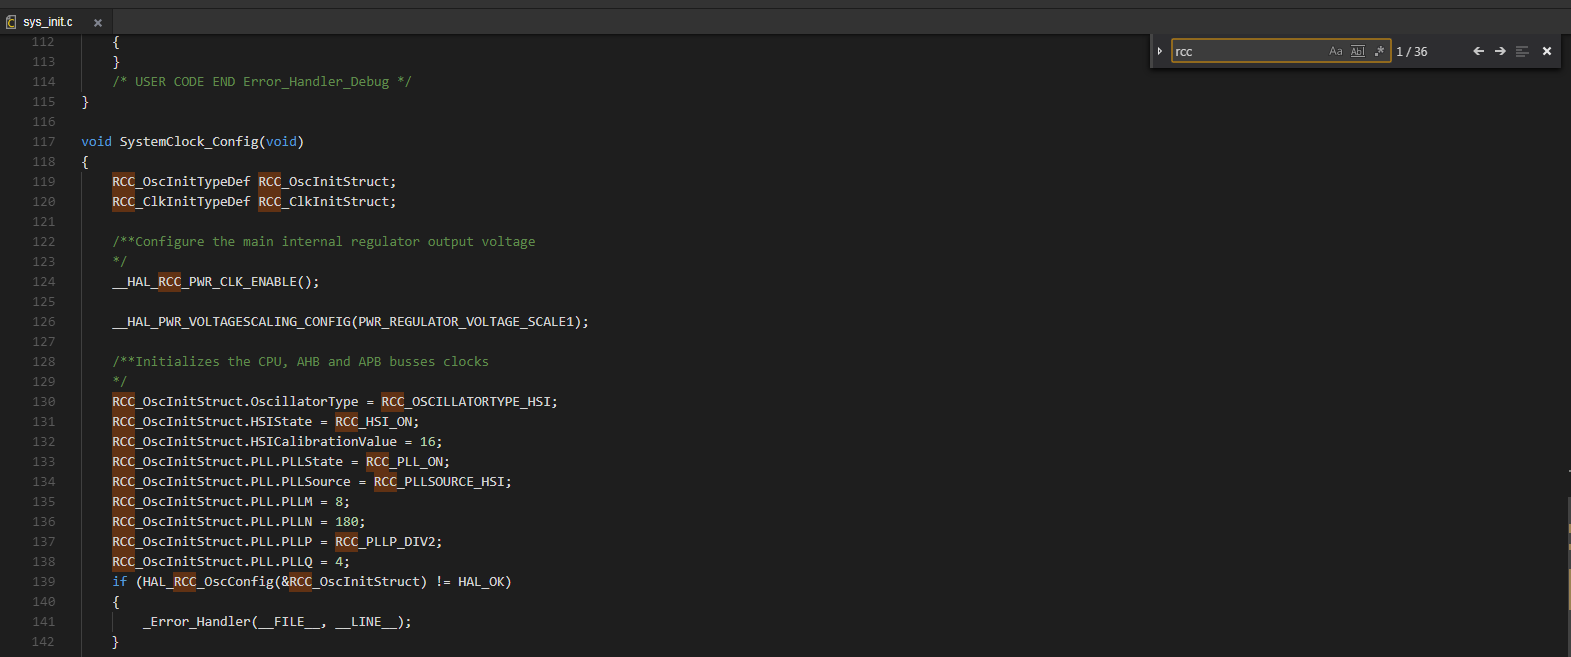 sys_init.c
rcc Aa Abl .* 1 / 36
112 {
113 }
114 /* USER CODE END Error_Handler_Debug */
115 }
116
117 void SystemClock_Config(void)
118 {
119 RCC_OscInitTypeDef RCC_OscInitStruct;
120 RCC_ClkInitTypeDef RCC_ClkInitStruct;
121
122 /**Configure the main internal regulator output voltage
123 */
124 __HAL_RCC_PWR_CLK_ENABLE();
125
126 __HAL_PWR_VOLTAGESCALING_CONFIG(PWR_REGULATOR_VOLTAGE_SCALE1);
127
128 /**Initializes the CPU, AHB and APB busses clocks
129 */
130 RCC_OscInitStruct.OscillatorType = RCC_OSCILLATORTYPE_HSI;
131 RCC_OscInitStruct.HSIState = RCC_HSI_ON;
132 RCC_OscInitStruct.HSICalibrationValue = 16;
133 RCC_OscInitStruct.PLL.PLLState = RCC_PLL_ON;
134 RCC_OscInitStruct.PLL.PLLSource = RCC_PLLSOURCE_HSI;
135 RCC_OscInitStruct.PLL.PLLM = 8;
136 RCC_OscInitStruct.PLL.PLLN = 180;
137 RCC_OscInitStruct.PLL.PLLP = RCC_PLLP_DIV2;
138 RCC_OscInitStruct.PLL.PLLQ = 4;
139 if (HAL_RCC_OscConfig(&RCC_OscInitStruct) != HAL_OK)
140 {
141 _Error_Handler(__FILE__, __LINE__);
142 }